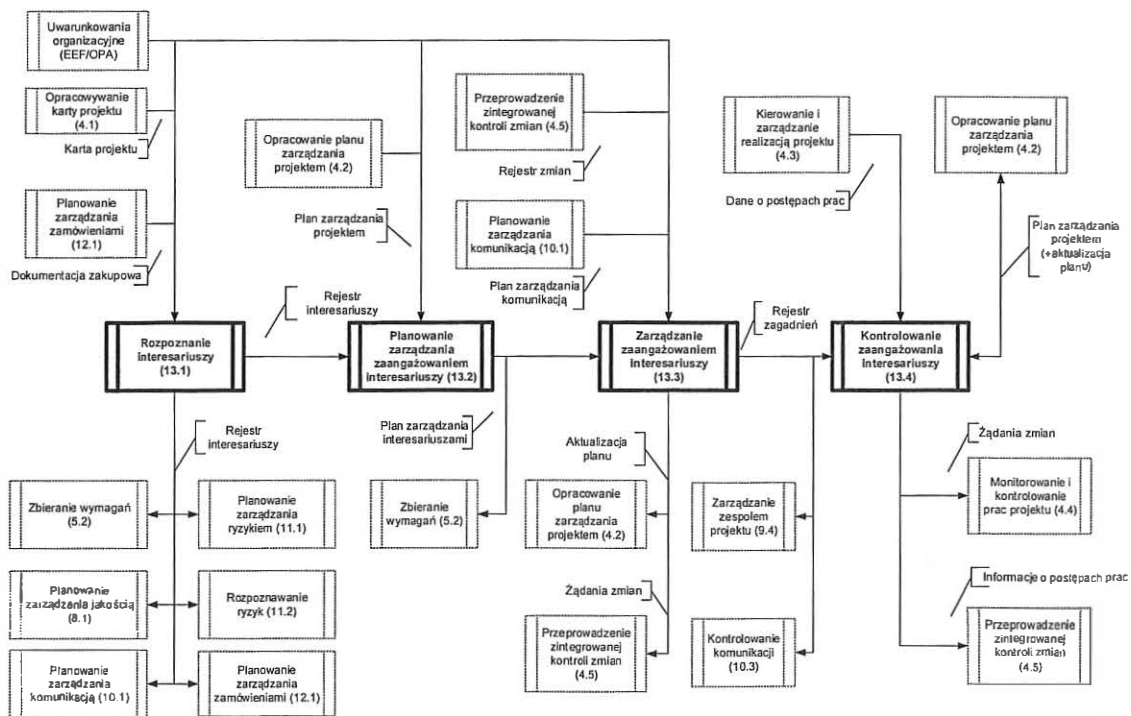 Uwarunkowania
organizacyjne
(EEF/OPA)
Opracowywanie
karty projektu
(4.1)
Karta projektu
Planowanie
zarządzania
zamówieniami
(12.1)
Dokumentacja zakupowa
Opracowanie planu
zarządzania
projektem (4.2)
Plan zarządzania
projektem
Przeprowadzenie
zintegrowanej
kontroli zmian (4.5)
Rejestr zmian
Planowanie
zarządzania
komunikacją (10.1)
Plan zarządzania
komunikacją
Kierowanie i
zarządzanie
realizacją projektu
(4.3)
Dane o postępach prac
Opracowanie planu
zarządzania
projektem (4.2)
Plan zarządzania
projektem
(+aktualizacja
planu)
Rozpoznanie
interesariuszy
(13.1)
Rejestr
interesariuszy
Planowanie
zarządzania
zaangażowaniem
interesariuszy (13.2)
Zarządzanie
zaangażowaniem
interesariuszy
(13.3)
Rejestr
zagadnień
Kontrolowanie
zaangażowania
interesariuszy
(13.4)
Rejestr
interesariuszy
Zbieranie wymagań
(5.2)
Planowanie
zarządzania
ryzykiem (11.1)
Planowanie
zarządzania jakością
(8.1)
Rozpoznawanie
ryzyk (11.2)
Planowanie
zarządzania
komunikacją (10.1)
Planowanie
zarządzania
zamówieniami (12.1)
Plan zarządzania
interesariuszami
Zbieranie
wymagań (5.2)
Aktualizacja
planu
Opracowanie
planu
zarządzania
projektem (4.2)
Żądania zmian
Przeprowadzenie
zintegrowanej
kontroli zmian
(4.5)
Zarządzanie
zespołem
projektu (9.4)
Kontrolowanie
komunikacji
(10.3)
Żądania zmian
Monitorowanie i
kontrolowanie
prac projektu (4.4)
Informacje o postępach prac
Przeprowadzenie
zintegrowanej
kontroli zmian
(4.5)